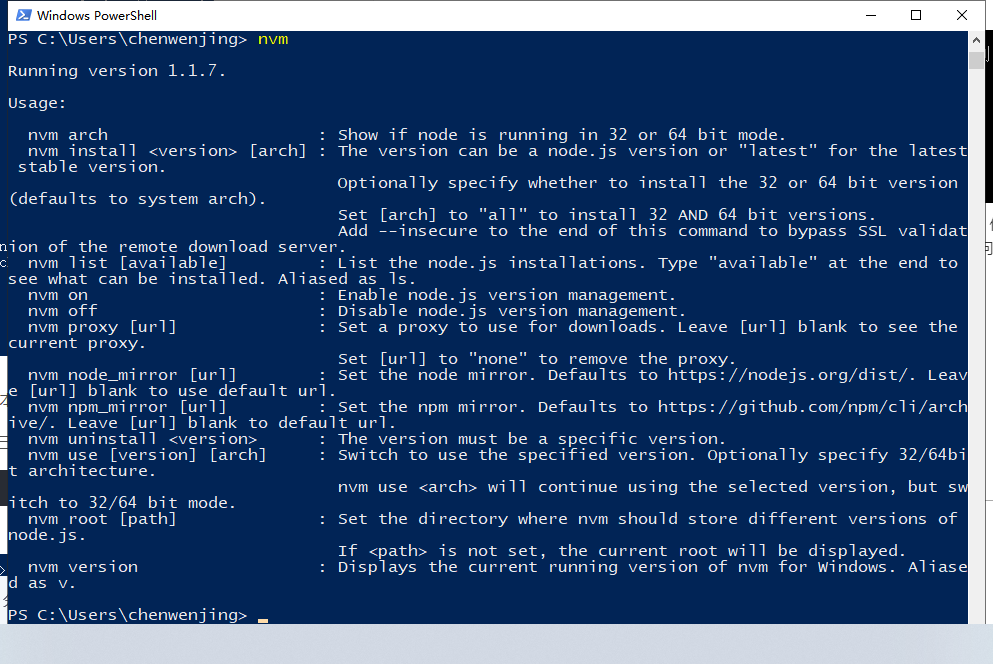 Windows PowerShell
PS C:\Users\chenwenjing> nvm
Running version 1.1.7.
Usage:
nvm arch : Show if node is running in 32 or 64 bit mode.
nvm install <version> [arch] : The version can be a node.js version or "latest" for the latest
stable version.
Optionally specify whether to install the 32 or 64 bit version
(defaults to system arch).
Set [arch] to "all" to install 32 AND 64 bit versions.
Add --insecure to the end of this command to bypass SSL validat
ion of the remote download server.
nvm list [available] : List the node.js installations. Type "available" at the end to
see what can be installed. Aliased as ls.
nvm on : Enable node.js version management.
nvm off : Disable node.js version management.
nvm proxy [url] : Set a proxy to use for downloads. Leave [url] blank to see the
current proxy.
Set [url] to "none" to remove the proxy.
nvm node_mirror [url] : Set the node mirror. Defaults to https://nodejs.org/dist/. Leav
e [url] blank to use default url.
nvm npm_mirror [url] : Set the npm mirror. Defaults to https://github.com/npm/cli/arch
ive/. Leave [url] blank to default url.
nvm uninstall <version> : The version must be a specific version.
nvm use [version] [arch] : Switch to use the specified version. Optionally specify 32/64bi
t architecture.
nvm use <arch> will continue using the selected version, but sw
itch to 32/64 bit mode.
nvm root [path] : Set the directory where nvm should store different versions of
node.js.
If <path> is not set, the current root will be displayed.
nvm version : Displays the current running version of nvm for Windows. Aliase
d as v.
PS C:\Users\chenwenjing>